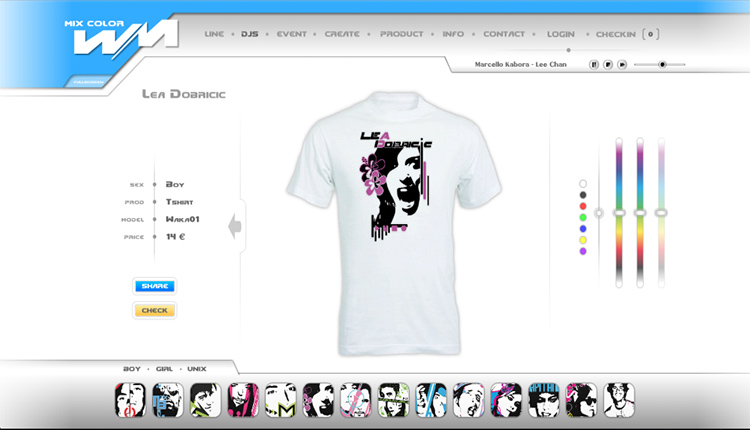 MIX COLOR
WM
LINE • DJS • EVENT • CREATE • PRODUCT • INFO • CONTACT • LOGIN • CHECKIN [ 0 ]
Marcello Kabora - Lee Chan
Lea Dobricic
LEA
DOBRICIC
SEX • Boy
PROD • Tshirt
MODEL • Waka01
PRICE • 14 €
SHARE
CHECK
BOY • GIRL • UNIX